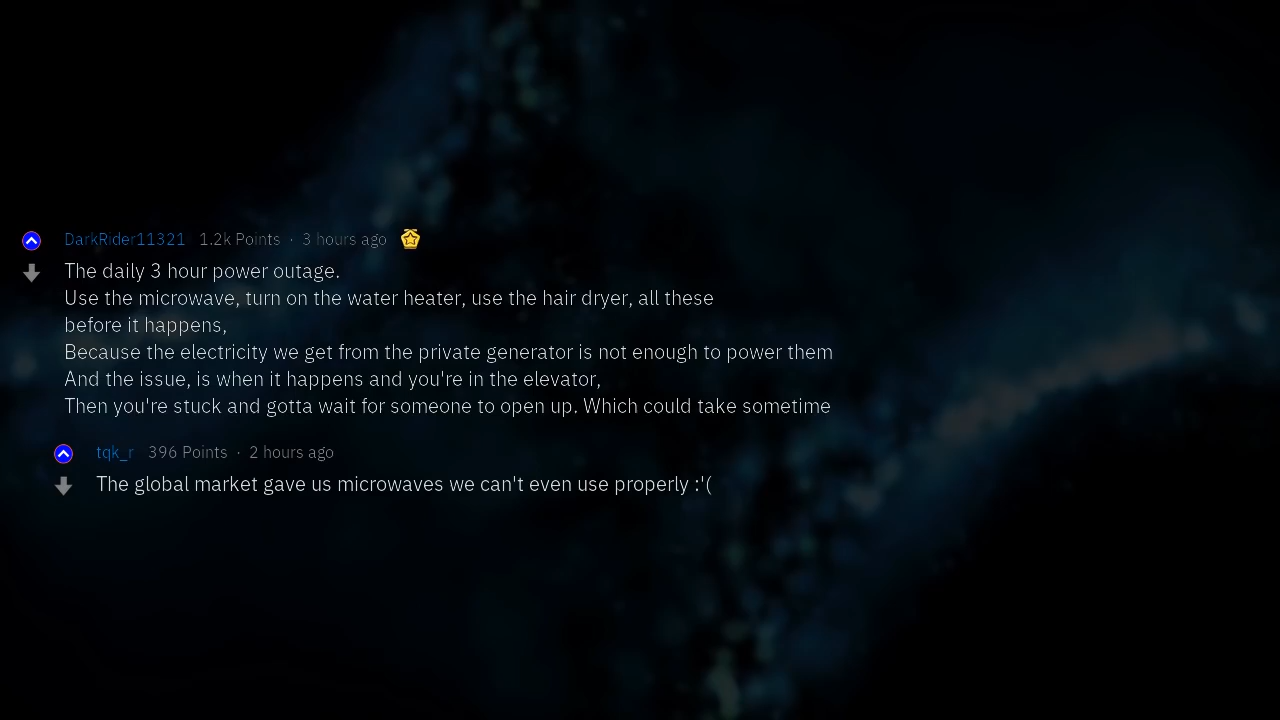 DarkRider11321 1.2k Points · 3 hours ago
The daily 3 hour power outage.
Use the microwave, turn on the water heater, use the hair dryer, all these
before it happens,
Because the electricity we get from the private generator is not enough to power them
And the issue, is when it happens and you're in the elevator,
Then you're stuck and gotta wait for someone to open up. Which could take sometime
tqk_r 396 Points · 2 hours ago
The global market gave us microwaves we can't even use properly :'(